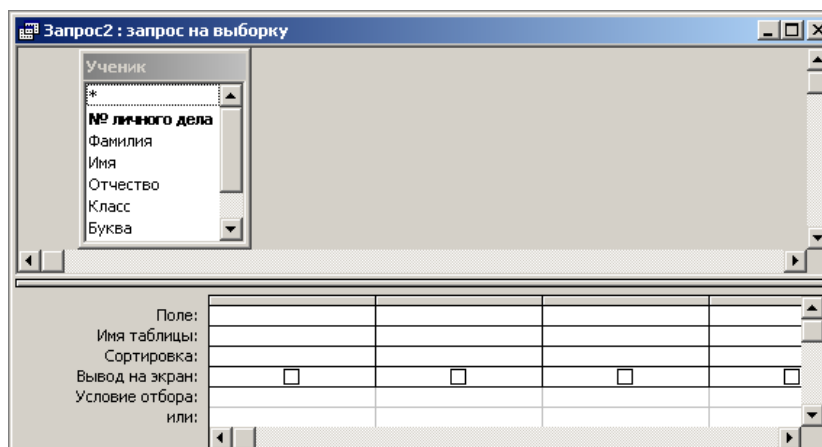 Запрос2 : запрос на выборку
Ученик
*
№ личного дела
Фамилия
Имя
Отчество
Класс
Буква
Поле:
Имя таблицы:
Сортировка:
Вывод на экран:
Условие отбора:
или: